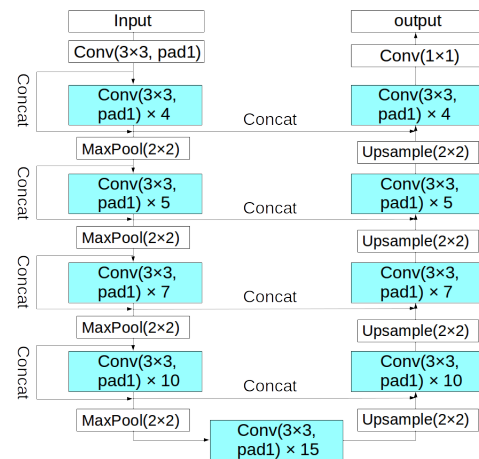 Input
Conv(3×3, pad1)
Concat
Conv(3×3,
pad1) × 4
MaxPool(2×2)
Concat
Conv(3×3,
pad1) × 5
MaxPool(2×2)
Concat
Conv(3×3,
pad1) × 7
MaxPool(2×2)
Concat
Conv(3×3,
pad1) × 10
MaxPool(2×2)
Conv(3×3,
pad1) × 15
Concat
Concat
Concat
Concat
output
Conv(1×1)
Conv(3×3,
pad1) × 4
Upsample(2×2)
Conv(3×3,
pad1) × 5
Upsample(2×2)
Conv(3×3,
pad1) × 7
Upsample(2×2)
Conv(3×3,
pad1) × 10
Upsample(2×2)